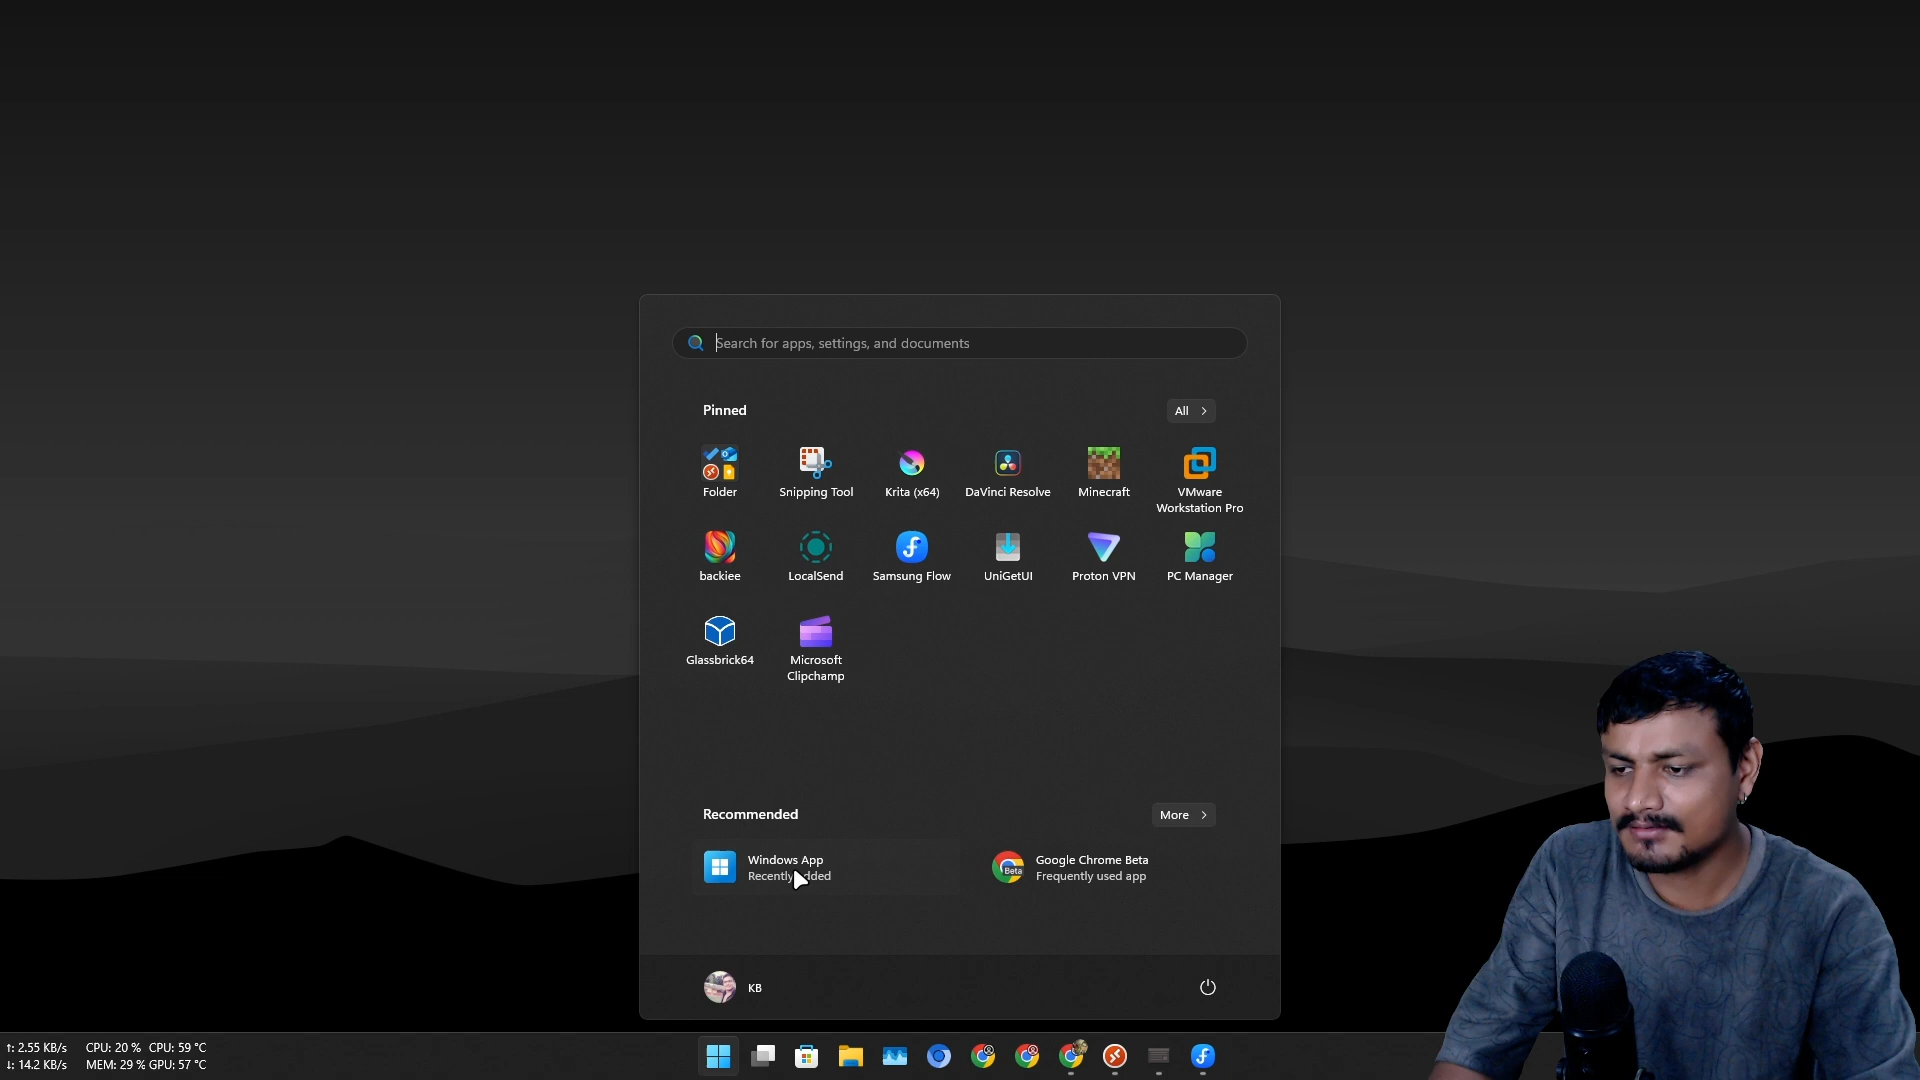 Search for apps, settings, and documents
Pinned
All
Folder
Snipping Tool
Krita (x64)
DaVinci Resolve
Minecraft
VMware
Workstation Pro
backiee
LocalSend
Samsung Flow
UniGetUI
Proton VPN
PC Manager
Glassbrick64
Microsoft
Clipchamp
Recommended
More
Windows App
Recently added
Beta
Google Chrome Beta
Frequently used app
KB
↑: 2.55 KB/s CPU: 20 % CPU: 59 °C
↓: 14.2 KB/s MEM: 29 % GPU: 57 °C